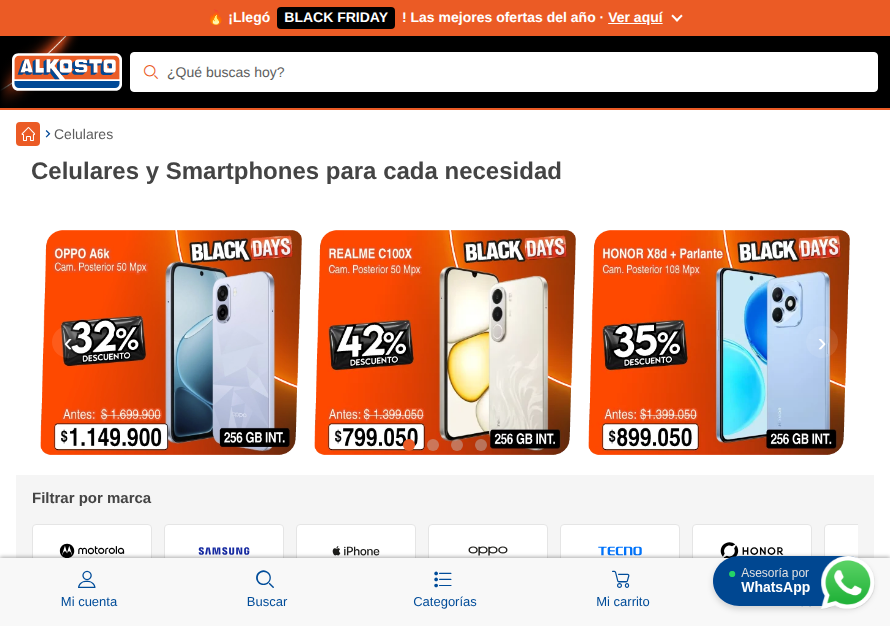 🔥 ¡Llegó BLACK FRIDAY ! Las mejores ofertas del año · Ver aquí
ALKOSTO
¿Qué buscas hoy?
Celulares
Celulares y Smartphones para cada necesidad
OPPO A6k
Cam. Posterior 50 Mpx
BLACK DAYS
32%
DESCUENTO
Antes: $ 1.699.900
$1.149.900
256 GB INT.
REALME C100X
Cam. Posterior 50 Mpx
BLACK DAYS
42%
DESCUENTO
Antes: $ 1.399.050
$799.050
256 GB INT.
HONOR X8d + Parlante
Cam. Posterior 108 Mpx
BLACK DAYS
35%
DESCUENTO
Antes: $1.399.050
$899.050
256 GB INT.
Filtrar por marca
motorola
SAMSUNG
iPhone
oppo
TECNO
HONOR
Mi cuenta
Buscar
Categorías
Mi carrito
Asesoría por
WhatsApp